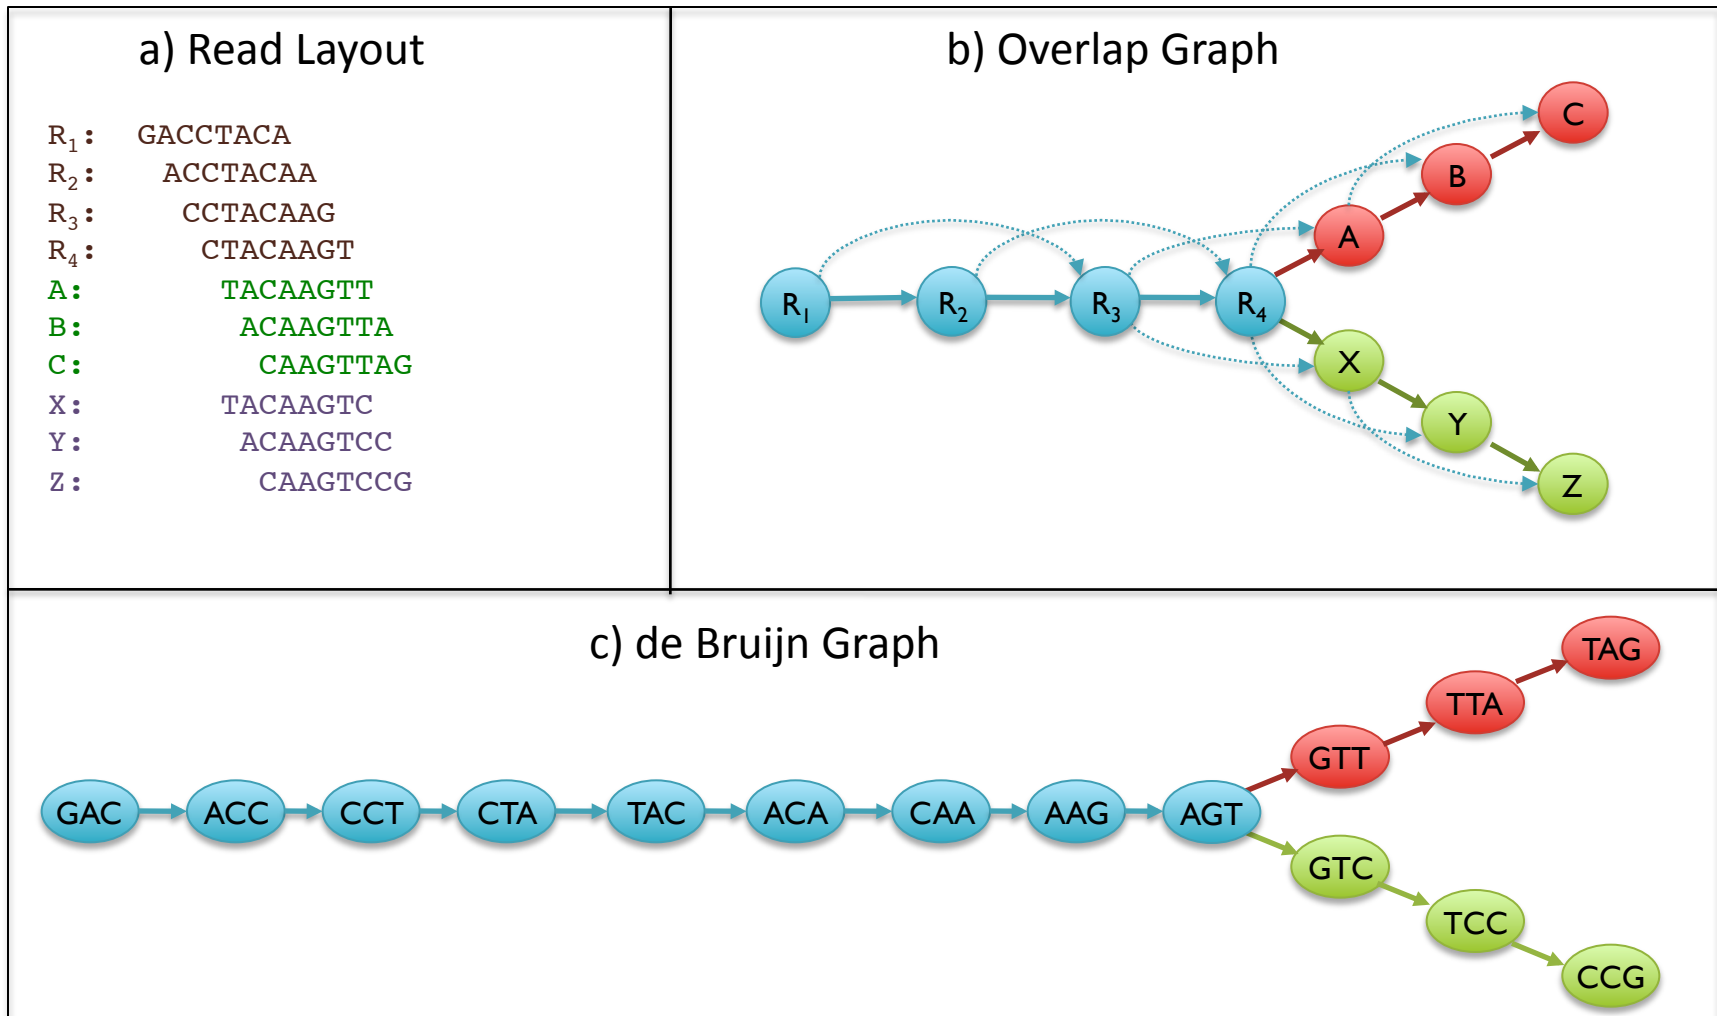 a) Read Layout
R1: GACCTACA
R2: ACCTACAA
R3: CCTACAAG
R4: CTACAAGT
A: TACAAGTT
B: ACAAGTTA
C: CAAGTTAG
X: TACAAGTC
Y: ACAAGTCC
Z: CAAGTCCG
b) Overlap Graph
C
B
A
R1 R2 R3 R4
X
Y
Z
c) de Bruijn Graph
TAG
TTA
GTT
GAC ACC CCT CTA TAC ACA CAA AAG AGT
GTC
TCC
CCG